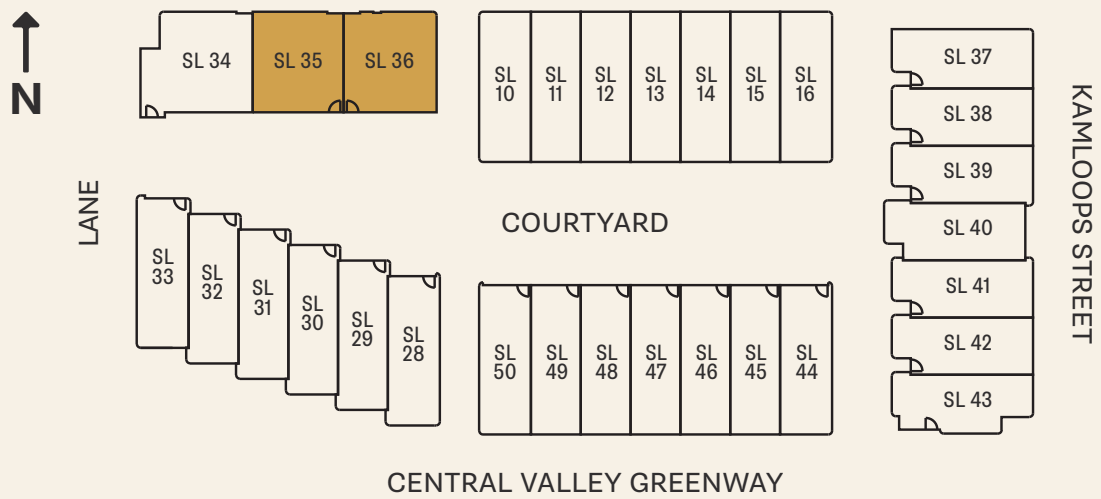 N
SL 34
SL 35
SL 36
SL
10
SL
11
SL
12
SL
13
SL
14
SL
15
SL
16
SL 37
SL 38
SL 39
SL 40
SL 41
SL 42
SL 43
KAMLOOPS STREET
LANE
COURTYARD
SL
33
SL
32
SL
31
SL
30
SL
29
SL
28
SL
50
SL
49
SL
48
SL
47
SL
46
SL
45
SL
44
CENTRAL VALLEY GREENWAY